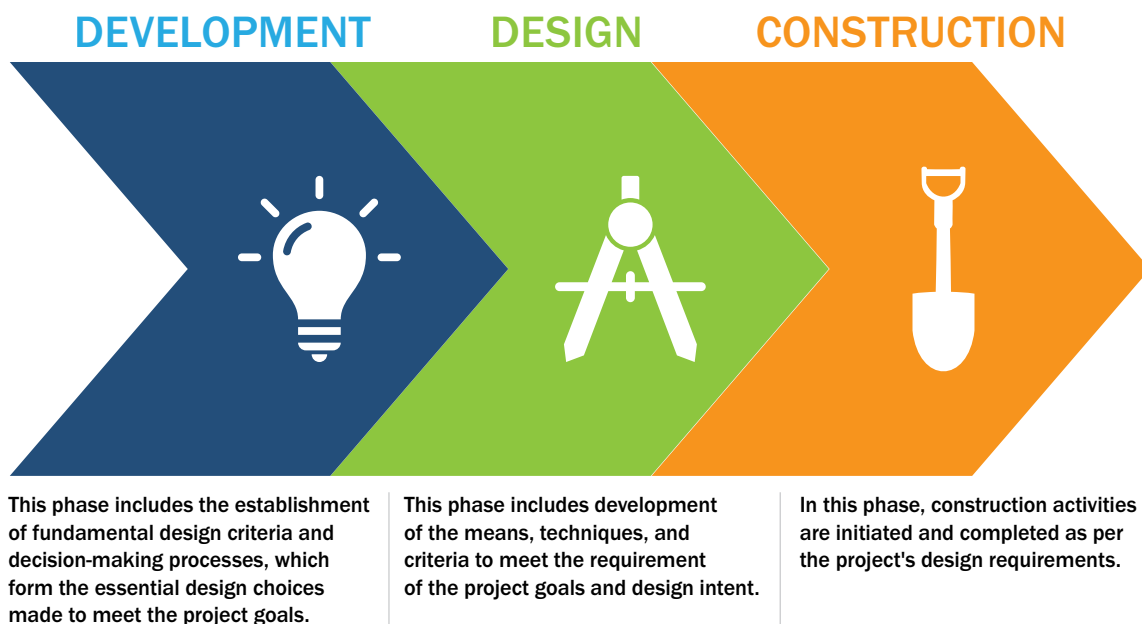 DEVELOPMENT
DESIGN
CONSTRUCTION
This phase includes the establishment
of fundamental design criteria and
decision-making processes, which
form the essential design choices
made to meet the project goals.
This phase includes development
of the means, techniques, and
criteria to meet the requirement
of the project goals and design intent.
In this phase, construction activities
are initiated and completed as per
the project's design requirements.